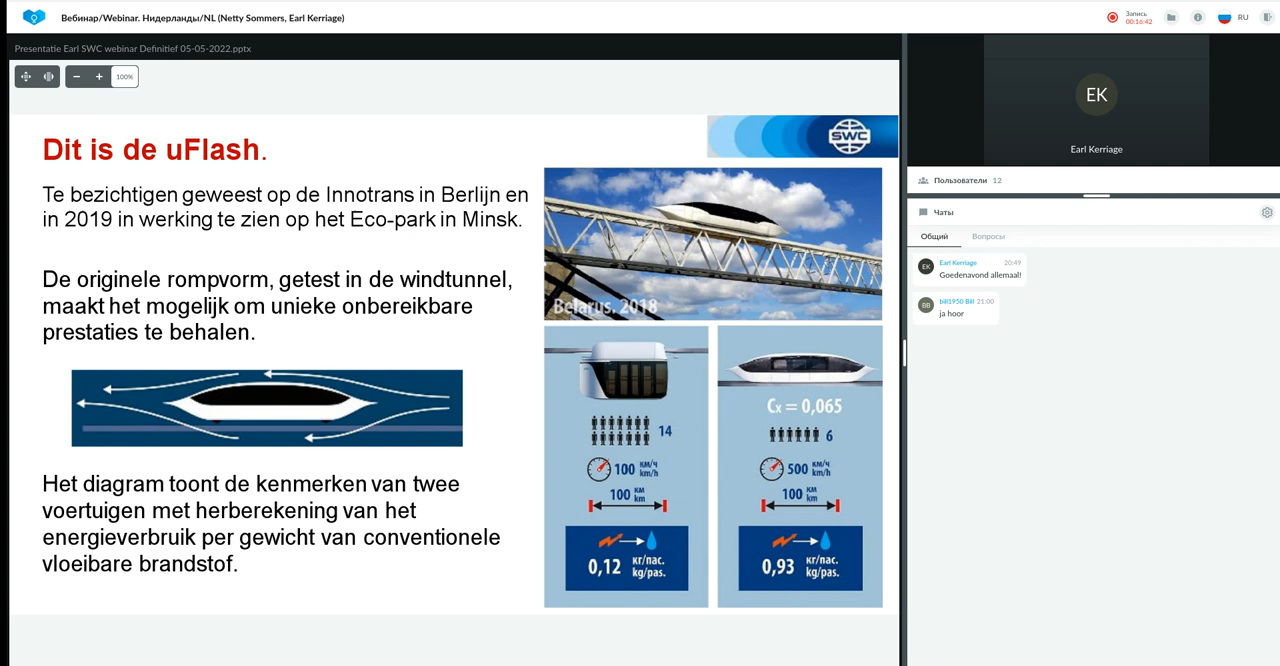 Вебинар/Webinar. Нидерланды/NL (Netty Sommers, Earl Kerriage)
Запись
00:16:42
RU
Presentatie Earl SWC webinar Definitief 05-05-2022.pptx
100%
Dit is de uFlash.
Te bezichtigen geweest op de Innotrans in Berlijn en
in 2019 in werking te zien op het Eco-park in Minsk.
De originele rompvorm, getest in de windtunnel,
maakt het mogelijk om unieke onbereikbare
prestaties te behalen.
Het diagram toont de kenmerken van twee
voertuigen met herberekening van het
energieverbruik per gewicht van conventionele
vloeibare brandstof.
SWC
Belarus. 2018
14
100 км/ч
km/h
100 км
km
0,12 кг/пас.
kg/pas.
Cx = 0,065
6
500 км/ч
km/h
100 км
km
0,93 кг/пас.
kg/pas.
EK
Earl Kerriage
Пользователи 12
Чаты
Общий Вопросы
EK
Earl Kerriage 20:49
Goedenavond allemaal!
BB
bill1950 Bill 21:00
ja hoor